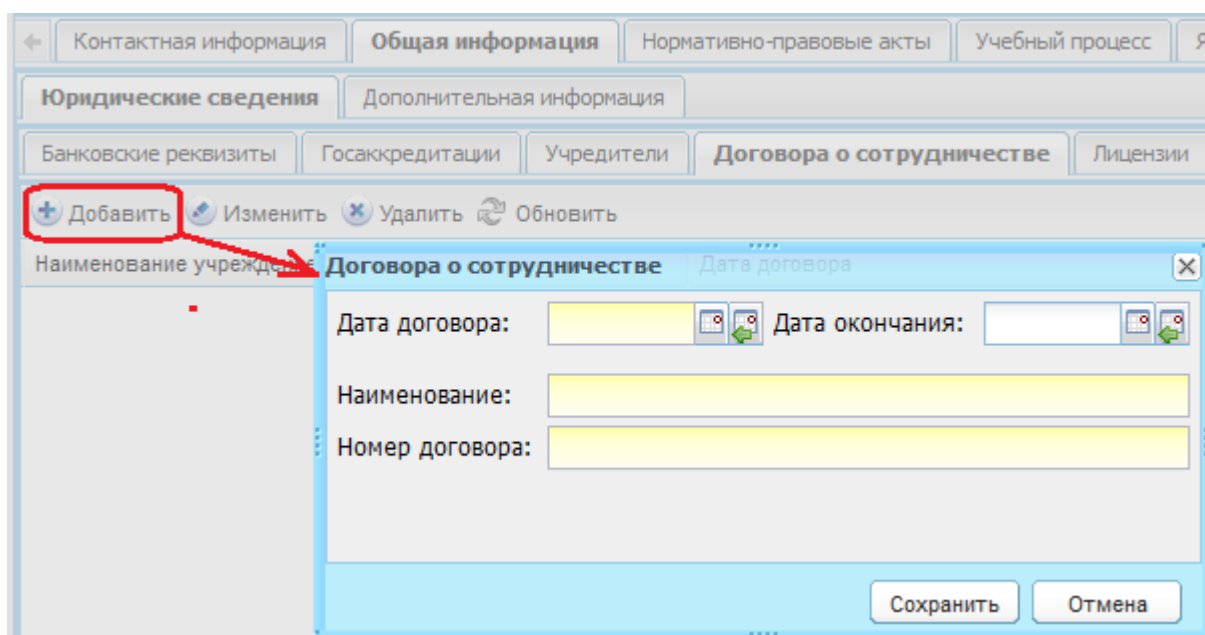 Контактная информация Общая информация Нормативно-правовые акты Учебный процесс
Юридические сведения Дополнительная информация
Банковские реквизиты Госаккредитации Учредители Договора о сотрудничестве Лицензии
Добавить Изменить Удалить Обновить
Наименование Договора о сотрудничестве Дата договора
Дата договора: Дата окончания:
Наименование:
Номер договора:
Сохранить Отмена